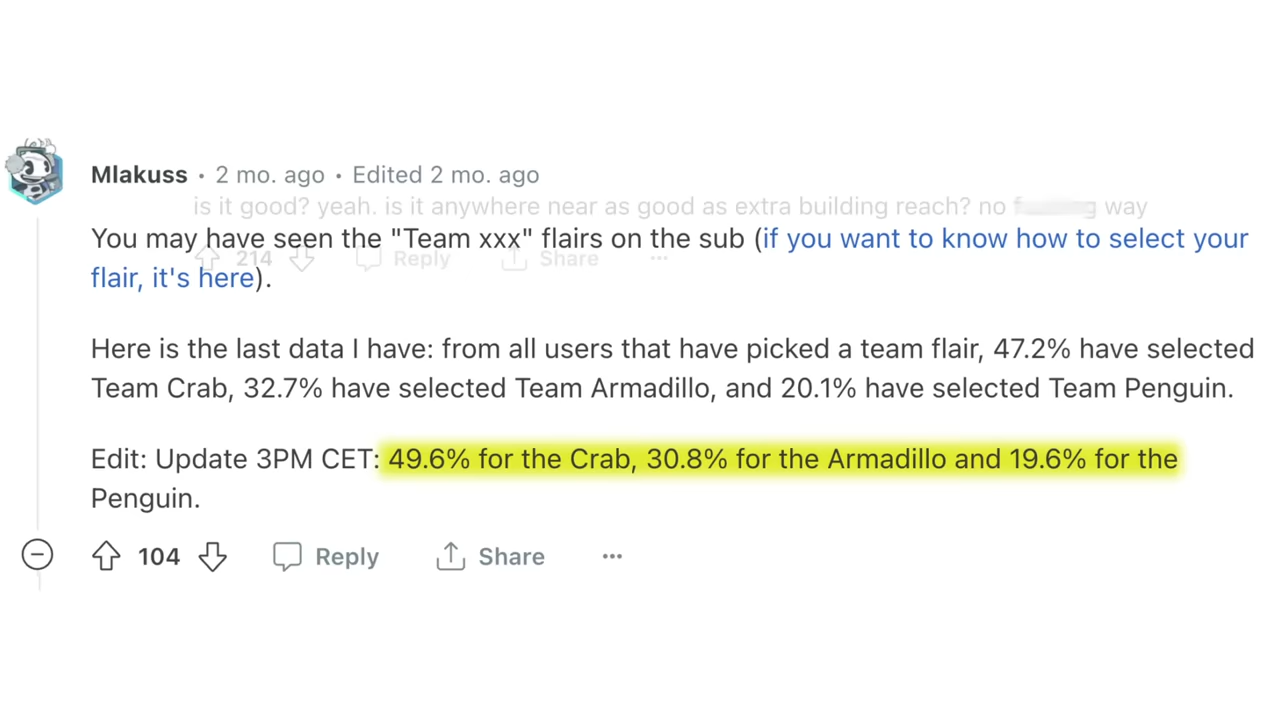 Mlakuss · 2 mo. ago · Edited 2 mo. ago
is it good? yeah. is it anywhere near as good as extra building reach? no way
You may have seen the "Team xxx" flairs on the sub (if you want to know how to select your
214 Reply Share ...
flair, it's here).
Here is the last data I have: from all users that have picked a team flair, 47.2% have selected
Team Crab, 32.7% have selected Team Armadillo, and 20.1% have selected Team Penguin.
Edit: Update 3PM CET: 49.6% for the Crab, 30.8% for the Armadillo and 19.6% for the
Penguin.
104 Reply Share ...